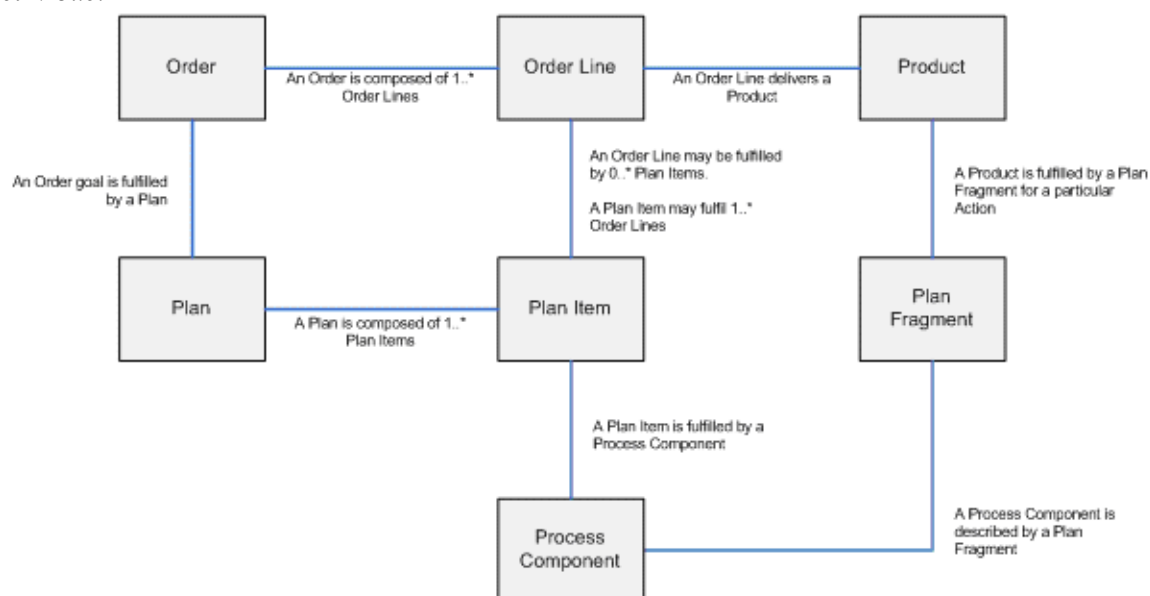 Order
Order Line
Product
An Order is composed of 1..*
Order Lines
An Order Line delivers a
Product
An Order goal is fulfilled
by a Plan
An Order Line may be fulfilled
by 0..* Plan Items.
A Plan Item may fulfil 1..*
Order Lines
A Product is fulfilled by a Plan
Fragment for a particular
Action
Plan
Plan Item
Plan
Fragment
A Plan is composed of 1..*
Plan Items
A Plan Item is fulfilled by a
Process Component
Process
Component
A Process Component is
described by a Plan
Fragment